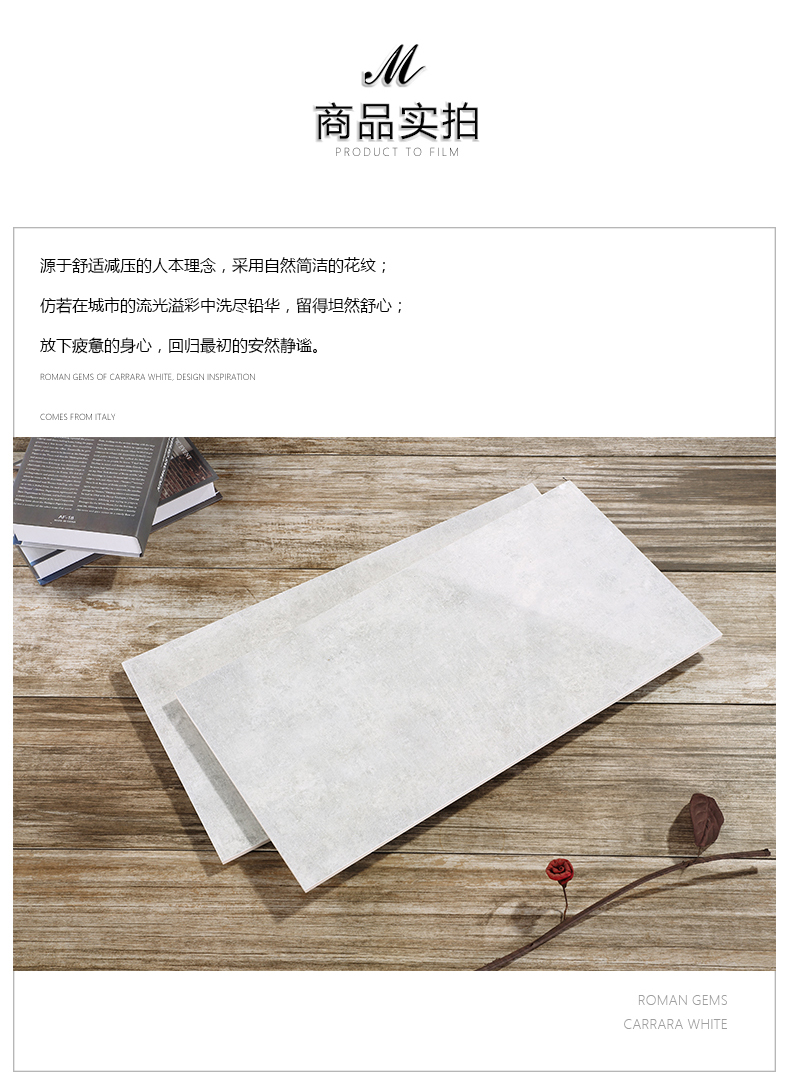 M
商品实拍
PRODUCT TO FILM
源于舒适减压的人本理念，采用自然简洁的花纹；
仿若在城市的流光溢彩中洗尽铅华，留得坦然舒心；
放下疲惫的身心，回归最初的安然静谧。
ROMAN GEMS OF CARRARA WHITE, DESIGN INSPIRATION
COMES FROM ITALY
ROMAN GEMS
CARRARA WHITE